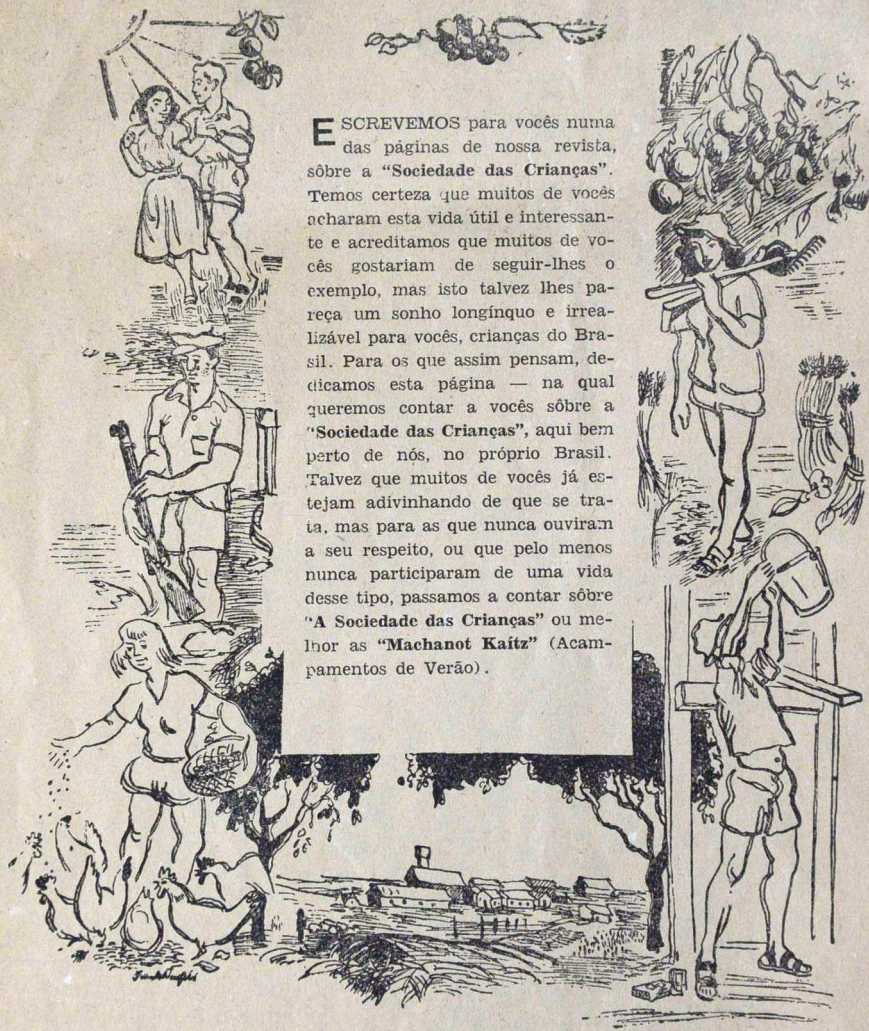 ESCREVEMOS para vocês numa
das páginas de nossa revista,
sôbre a “Sociedade das Crianças”.
Temos certeza que muitos de vocês
acharam esta vida útil e interessan-
te e acreditamos que muitos de vo-
cês gostariam de seguir-lhes o
exemplo, mas isto talvez lhes pa-
reça um sonho longínquo e irrea-
lizável para vocês, crianças do Bra-
sil. Para os que assim pensam, de-
dicamos esta página — na qual
queremos contar a vocês sôbre a
“Sociedade das Crianças”, aqui bem
perto de nós, no próprio Brasil.
Talvez que muitos de vocês já es-
tejam adivinhando de que se tra-
ta, mas para as que nunca ouviram
a seu respeito, ou que pelo menos
nunca participaram de uma vida
desse tipo, passamos a contar sôbre
“A Sociedade das Crianças” ou me-
lhor as “Machanot Kaítz” (Acam-
pamentos de Verão).